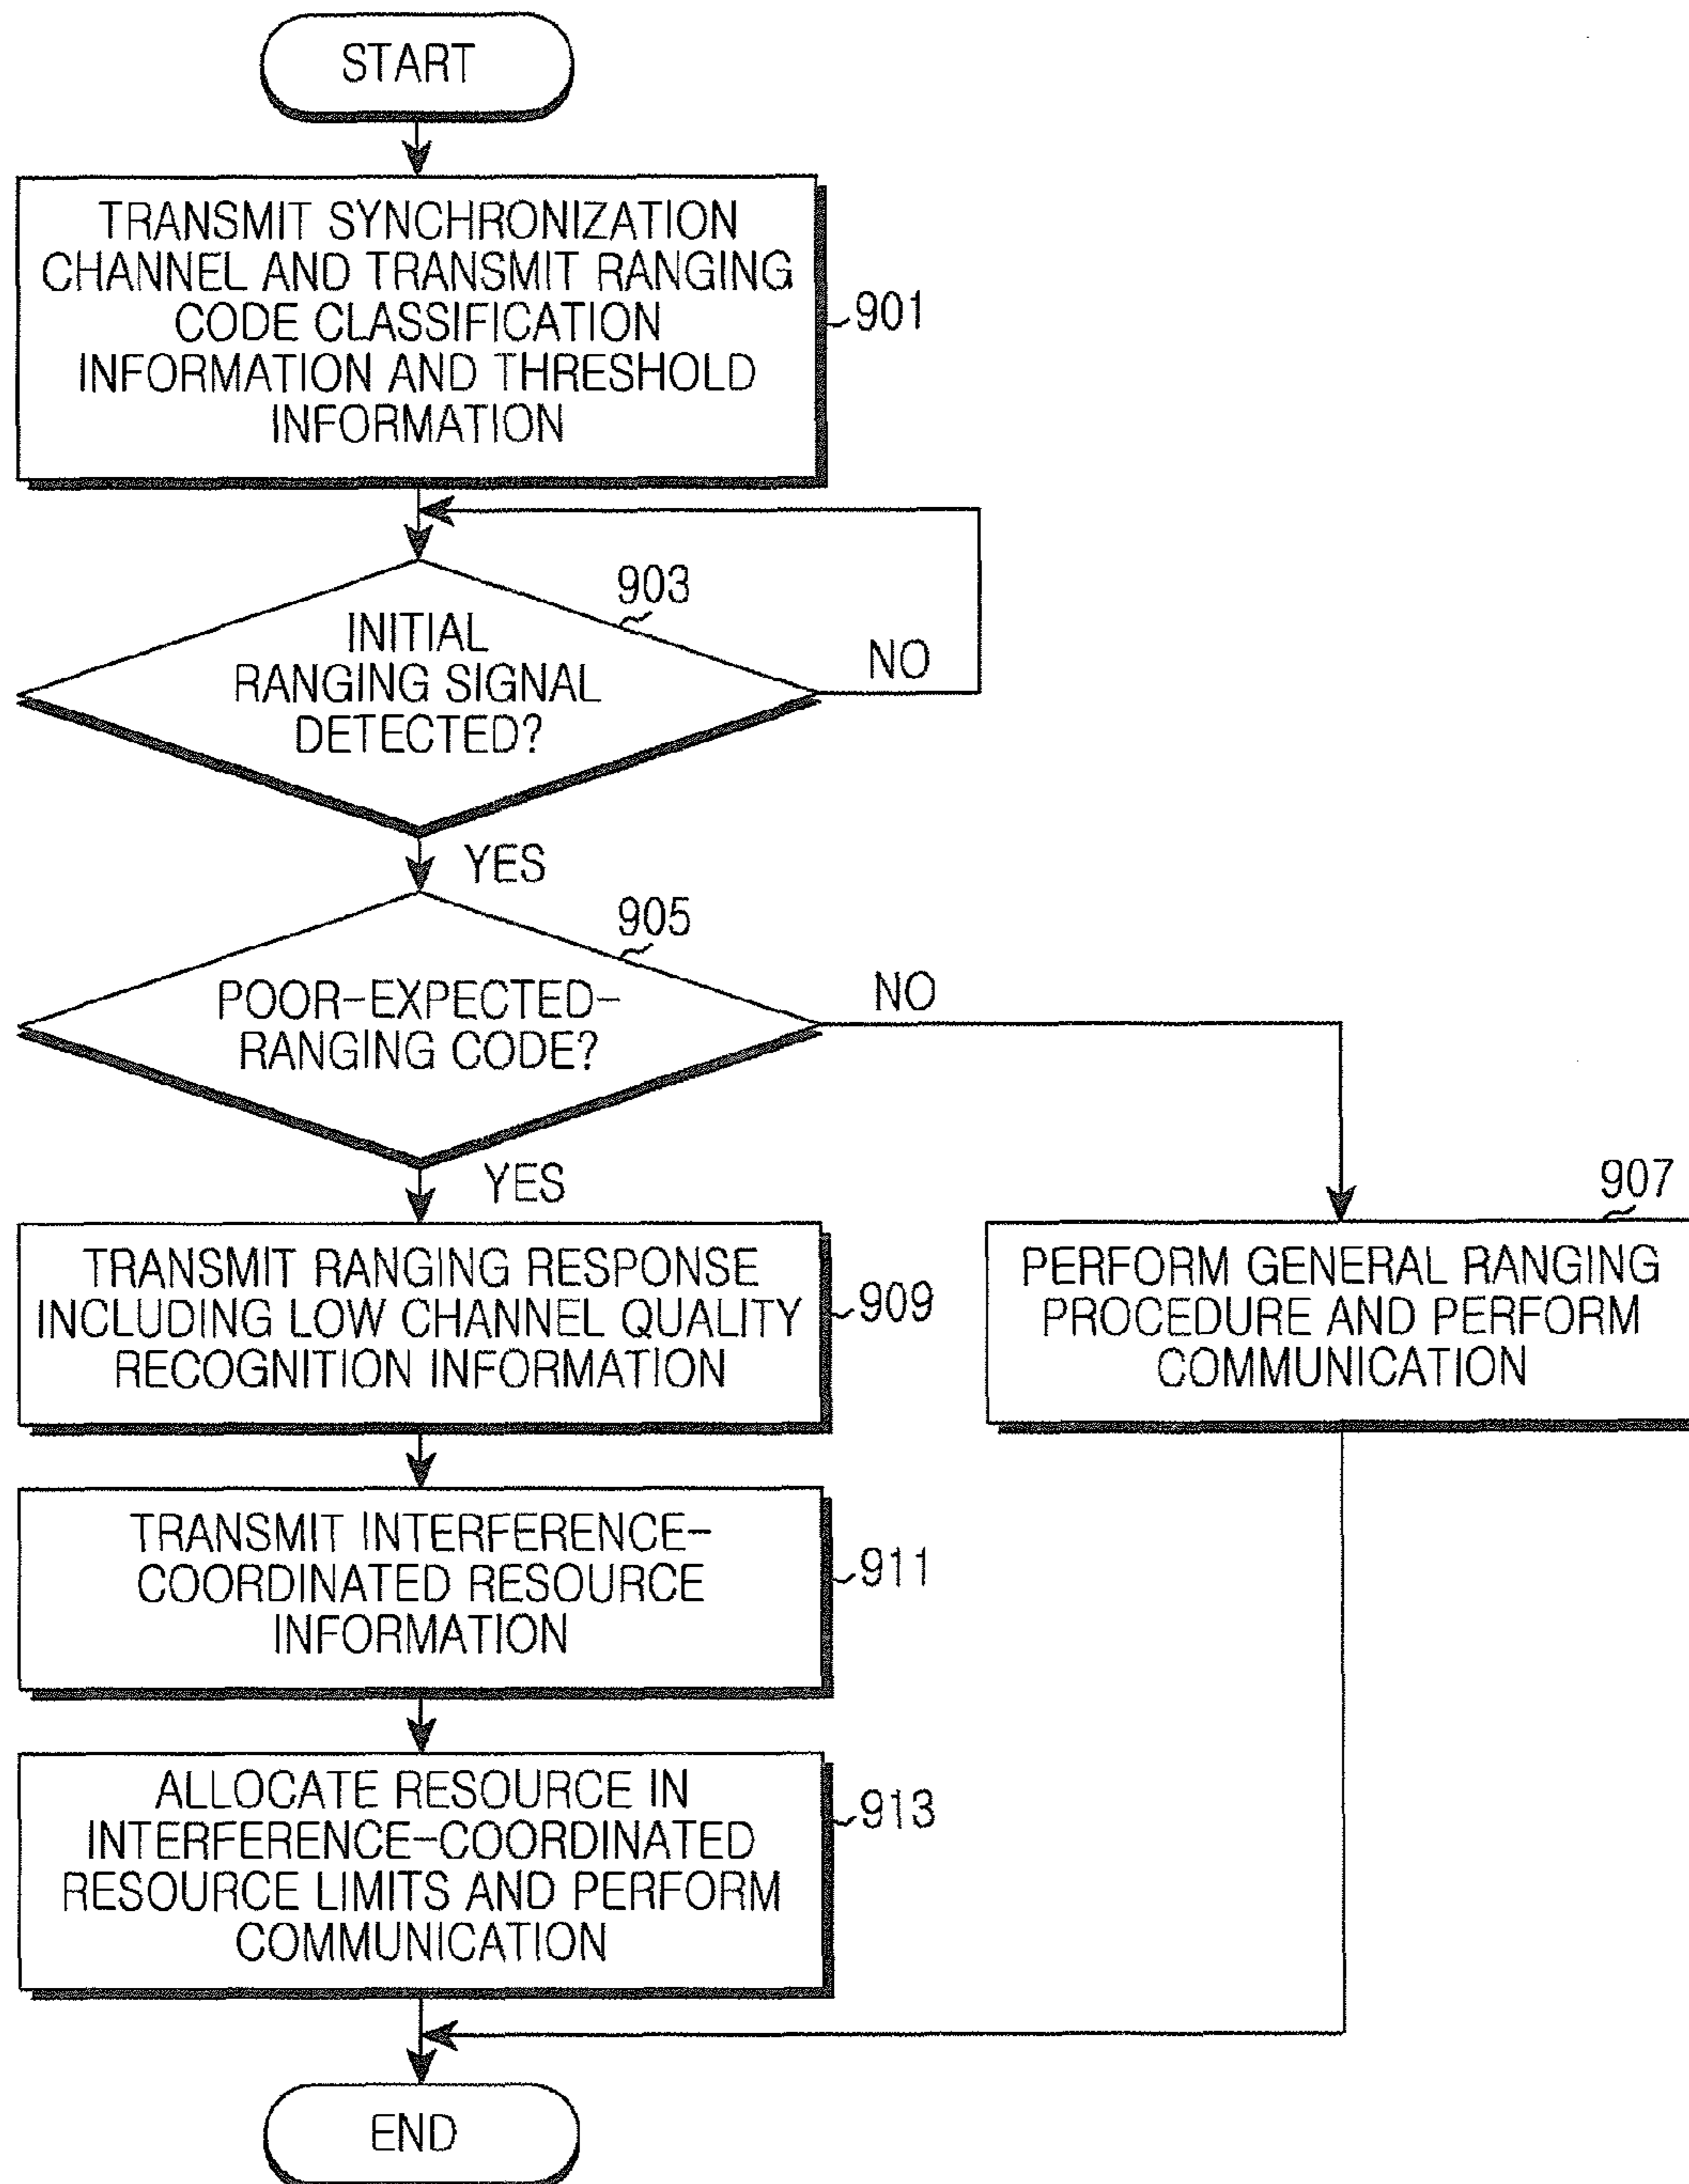 START
TRANSMIT SYNCHRONIZATION
CHANNEL AND TRANSMIT RANGING
CODE CLASSIFICATION
INFORMATION AND THRESHOLD
INFORMATION
901
903
INITIAL
RANGING SIGNAL
DETECTED?
NO
YES
905
POOR-EXPECTED-
RANGING CODE?
NO
YES
907
TRANSMIT RANGING RESPONSE
INCLUDING LOW CHANNEL QUALITY
RECOGNITION INFORMATION
909
PERFORM GENERAL RANGING
PROCEDURE AND PERFORM
COMMUNICATION
TRANSMIT INTERFERENCE-
COORDINATED RESOURCE
INFORMATION
911
ALLOCATE RESOURCE IN
INTERFERENCE-COORDINATED
RESOURCE LIMITS AND PERFORM
COMMUNICATION
913
END